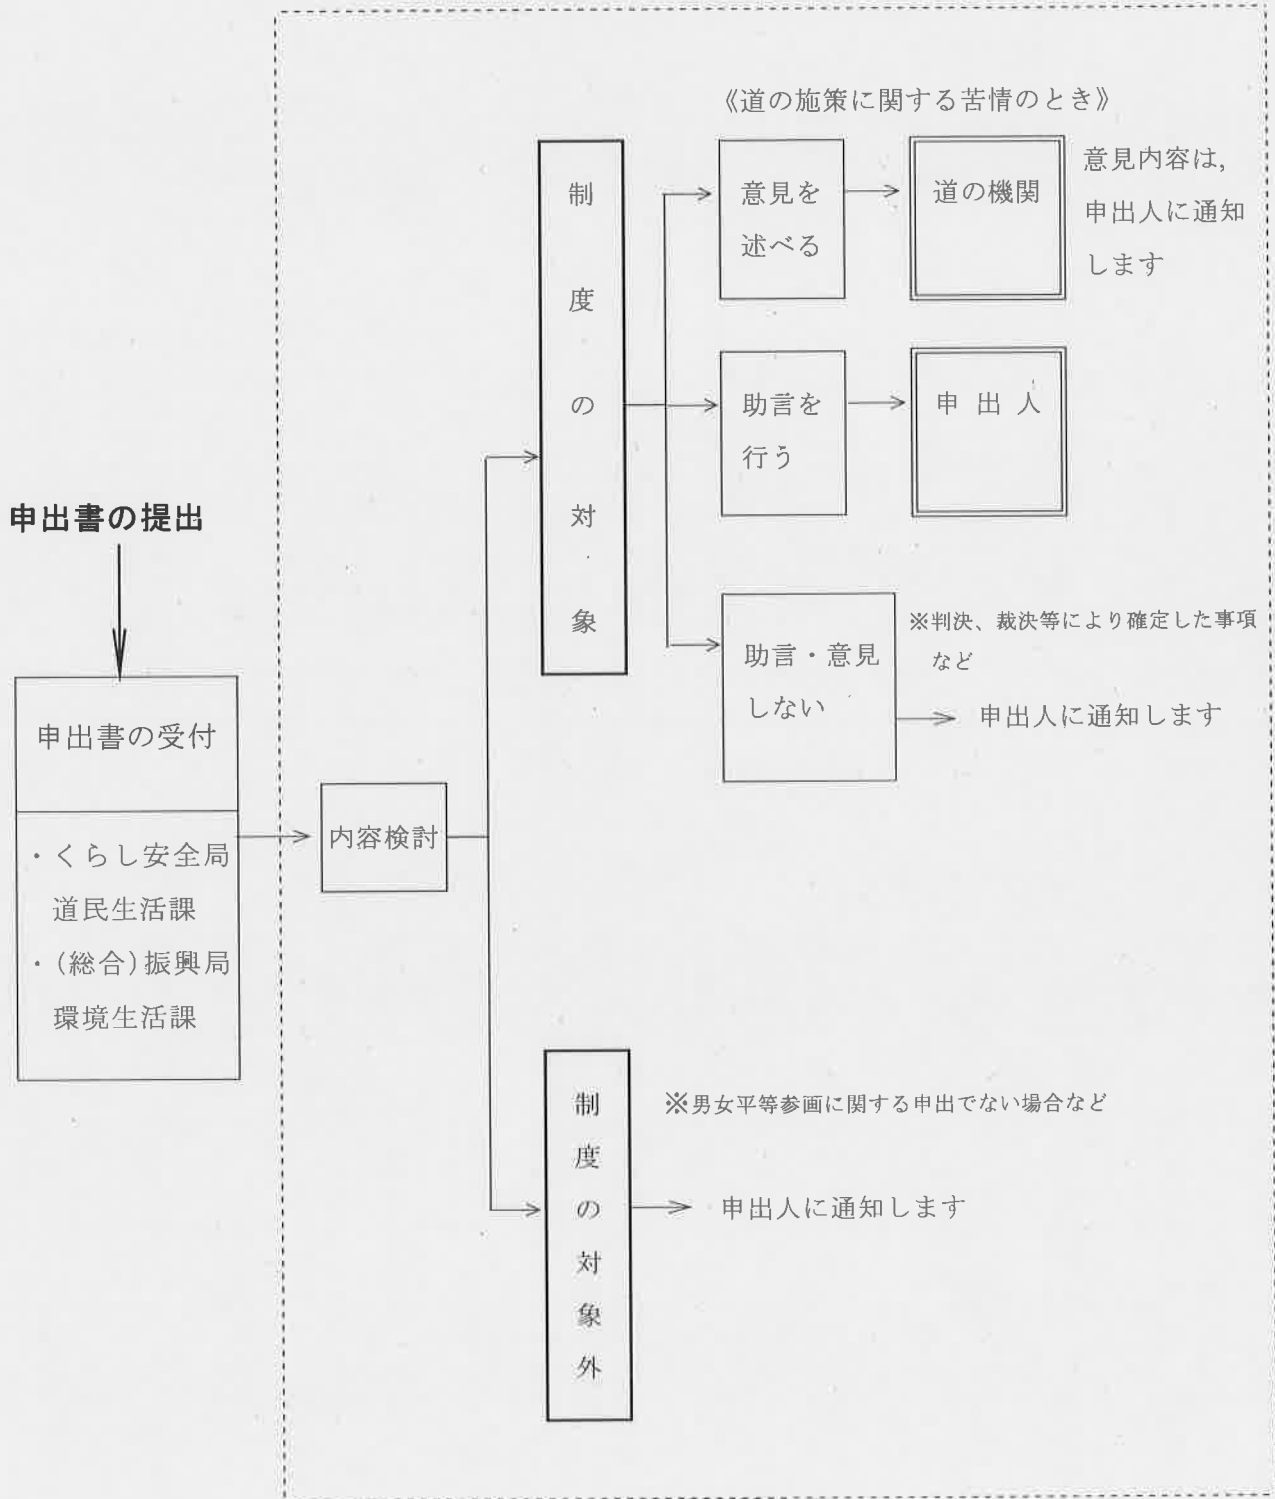 申出書の提出
申出書の受付
・くらし安全局
道民生活課
・(総合)振興局
環境生活課
内容検討
制度の対象
《道の施策に関する苦情のとき》
意見を
述べる
道の機関
意見内容は,
申出人に通知
します
助言を
行う
申出人
助言・意見
しない
※判決、裁決等により確定した事項
など
申出人に通知します
制度の対象外
※男女平等参画に関する申出でない場合など
申出人に通知します